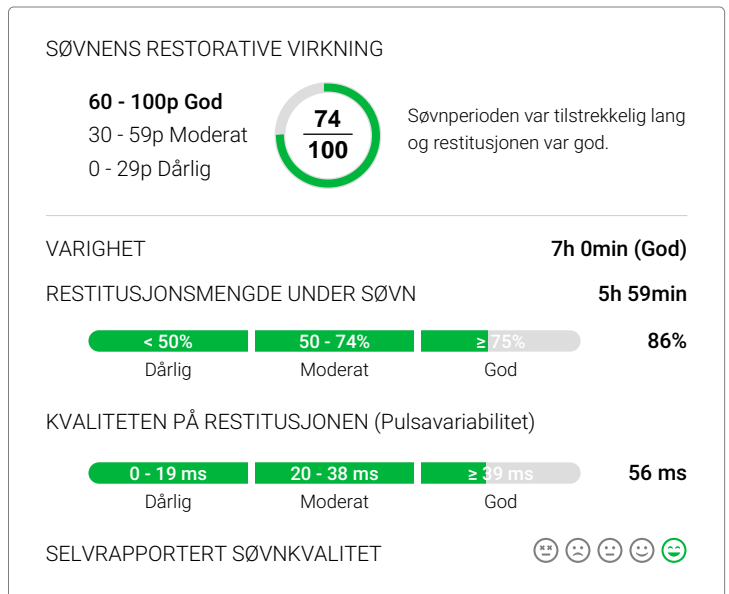 SØVNENS RESTORATIVE VIRKNING
60 - 100p God
30 - 59p Moderat
0 - 29p Dårlig
74
100
Søvnperioden var tilstrekkelig lang
og restitusjonen var god.
VARIGHET 7h 0min (God)
RESTITUSJONSMENGDE UNDER SØVN 5h 59min
< 50% 50 - 74% ≥ 75% 86%
Dårlig Moderat God
KVALITETEN PÅ RESTITUSJONEN (Pulsavariabilitet)
0 - 19 ms 20 - 38 ms ≥ 39 ms 56 ms
Dårlig Moderat God
SELVRAPPORTERT SØVNKVALITET